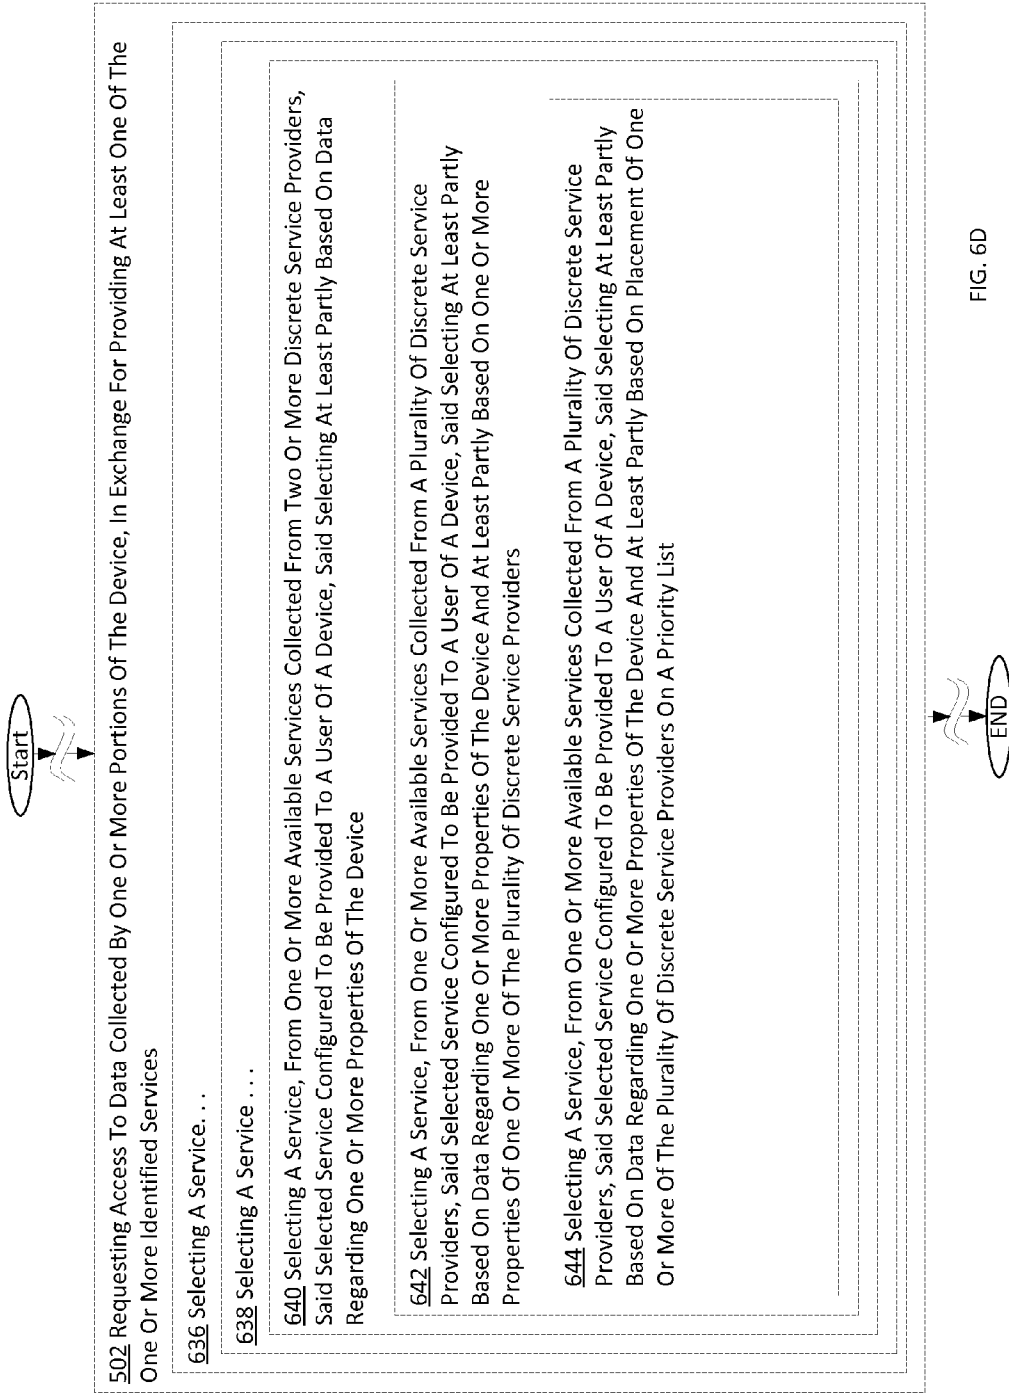 Start
502 Requesting Access To Data Collected By One Or More Portions Of The Device, In Exchange For Providing At Least One Of The
One Or More Identified Services
636 Selecting A Service. . .
638 Selecting A Service . . .
640 Selecting A Service, From One Or More Available Services Collected From Two Or More Discrete Service Providers,
Said Selected Service Configured To Be Provided To A User Of A Device, Said Selecting At Least Partly Based On Data
Regarding One Or More Properties Of The Device
642 Selecting A Service, From One Or More Available Services Collected From A Plurality Of Discrete Service
Providers, Said Selected Service Configured To Be Provided To A User Of A Device, Said Selecting At Least Partly
Based On Data Regarding One Or More Properties Of The Device And At Least Partly Based On One Or More
Properties Of One Or More Of The Plurality Of Discrete Service Providers
644 Selecting A Service, From One Or More Available Services Collected From A Plurality Of Discrete Service
Providers, Said Selected Service Configured To Be Provided To A User Of A Device, Said Selecting At Least Partly
Based On Data Regarding One Or More Properties Of The Device And At Least Partly Based On Placement Of One
Or More Of The Plurality Of Discrete Service Providers On A Priority List
END
FIG. 6D